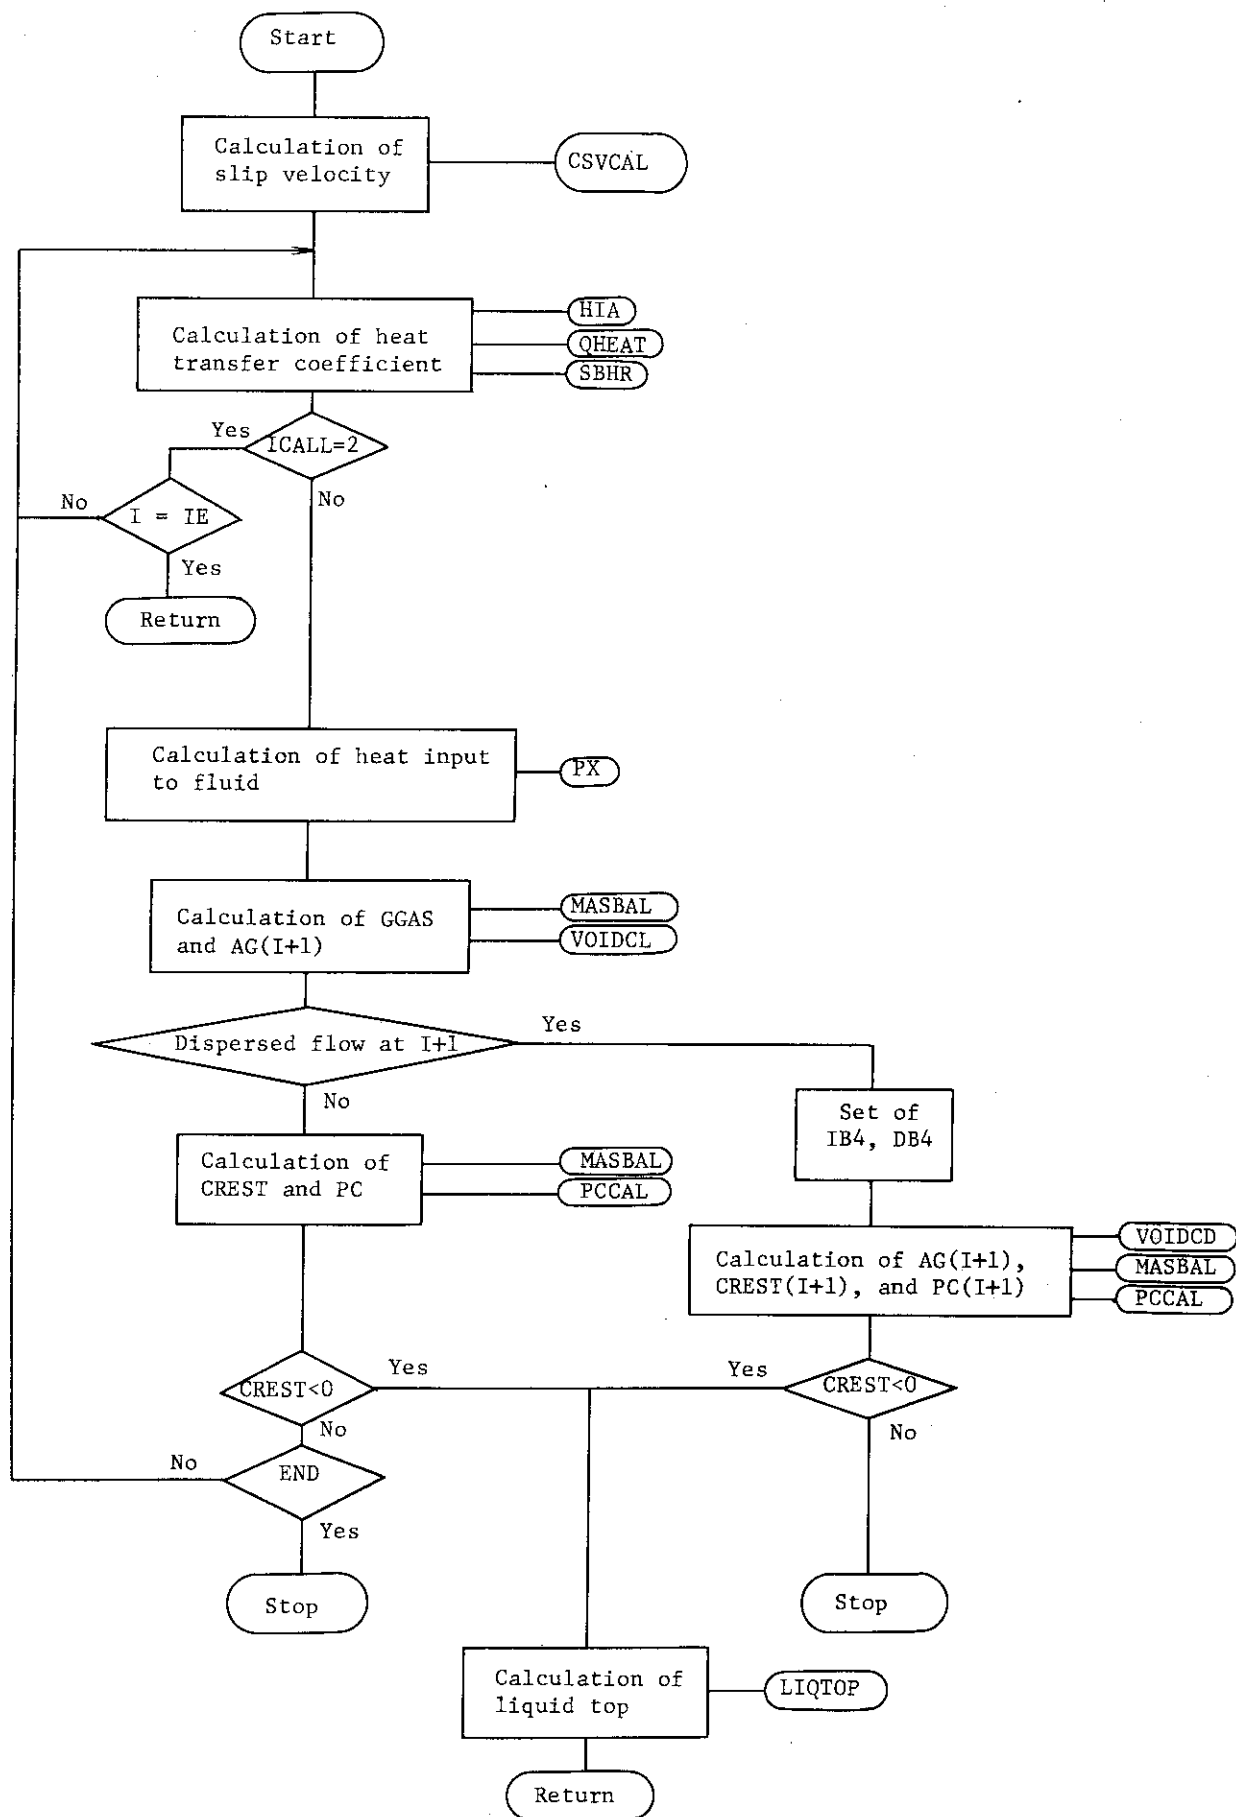 Start
Calculation of
slip velocity
CSVCAL
Calculation of heat
transfer coefficient
HIA
QHEAT
SBHR
Yes
ICALL=2
No
No
I = IE
Yes
Return
Calculation of heat input
to fluid
PX
Calculation of GGAS
and AG(I+1)
MASBAL
VOIDCL
Dispersed flow at I+1
Yes
No
Set of
IB4, DB4
Calculation of
CREST and PC
MASBAL
PCCAL
Calculation of AG(I+1),
CREST(I+1), and PC(I+1)
VOIDCD
MASBAL
PCCAL
CREST<0
Yes
Yes
CREST<0
No
No
No
END
Yes
Stop
Stop
Calculation of
liquid top
LIQTOP
Return